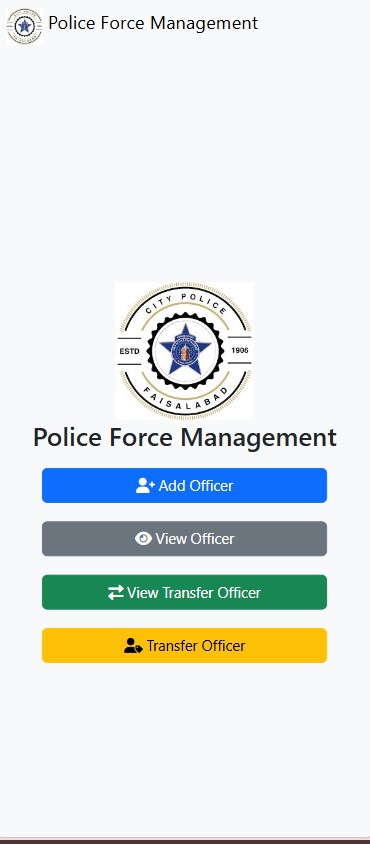 Police Force Management
CITY POLICE
ESTD 1906
FAISALABAD
Police Force Management
Add Officer
View Officer
View Transfer Officer
Transfer Officer